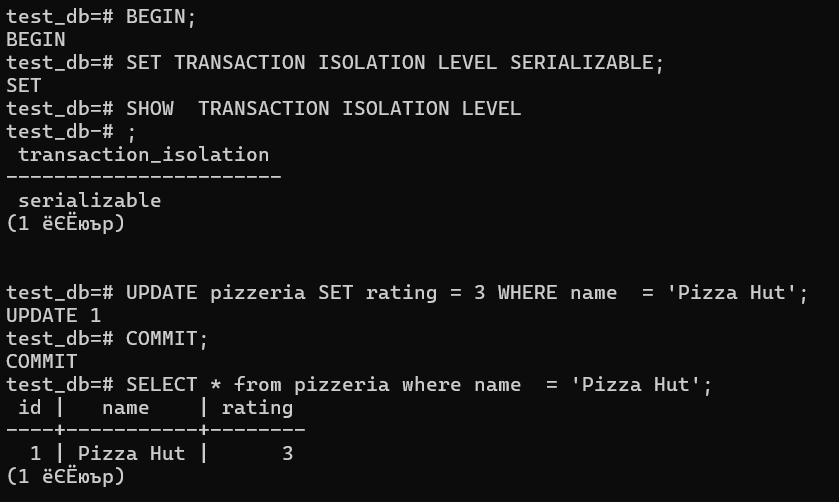 test_db=# BEGIN;
BEGIN
test_db=# SET TRANSACTION ISOLATION LEVEL SERIALIZABLE;
SET
test_db=# SHOW  TRANSACTION ISOLATION LEVEL
test_db-# ;
 transaction_isolation
-----------------------
 serializable
(1 ёЄЁюър)
test_db=# UPDATE pizzeria SET rating = 3 WHERE name  = 'Pizza Hut';
UPDATE 1
test_db=# COMMIT;
COMMIT
test_db=# SELECT * from pizzeria where name  = 'Pizza Hut';
 id |   name    | rating
----+-----------+--------
  1 | Pizza Hut |      3
(1 ёЄЁюър)